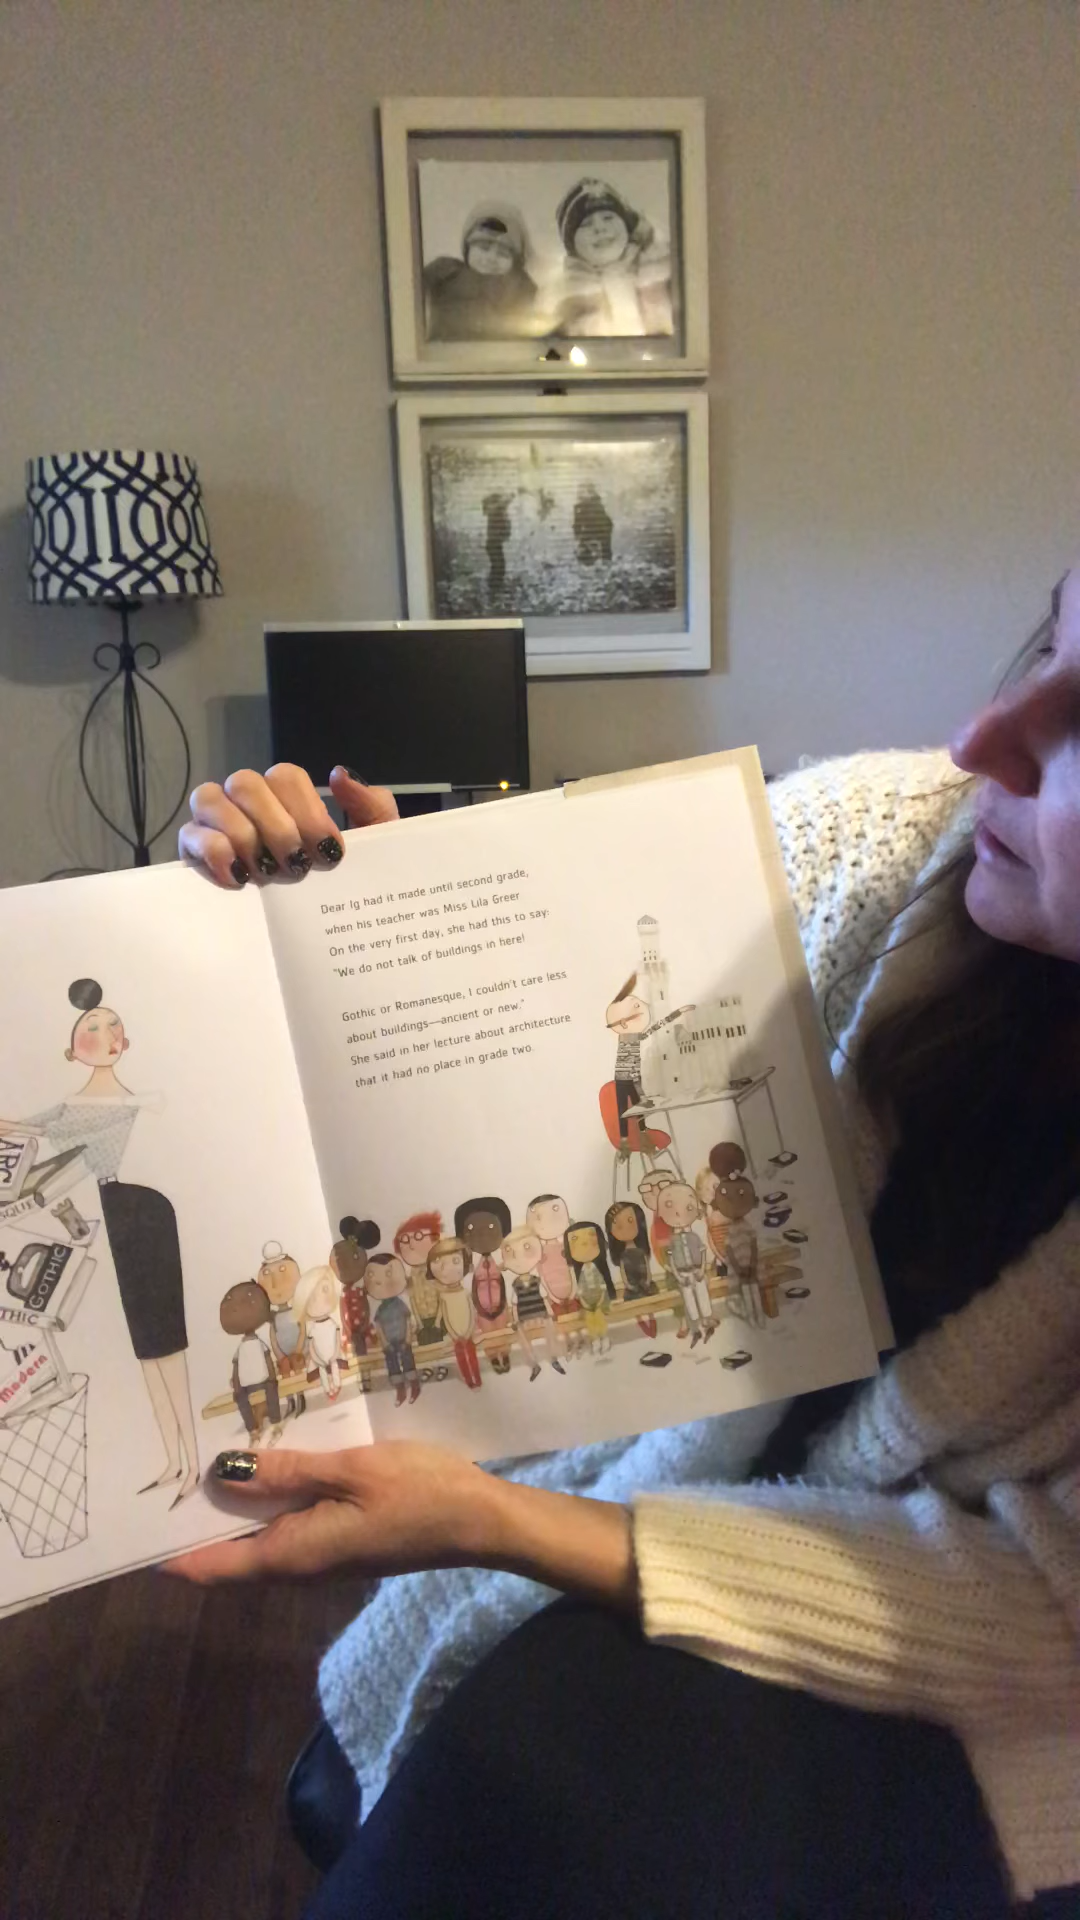 Dear Ig had it made until second grade,
when his teacher was Miss Lila Greer
On the very first day, she had this to say:
"We do not talk of buildings in here!
Gothic or Romanesque, I couldn't care less
about buildings—ancient or new."
She said in her lecture about architecture
that it had no place in grade two.
ARC
SQUE
GOTHIC
THIC
Modern